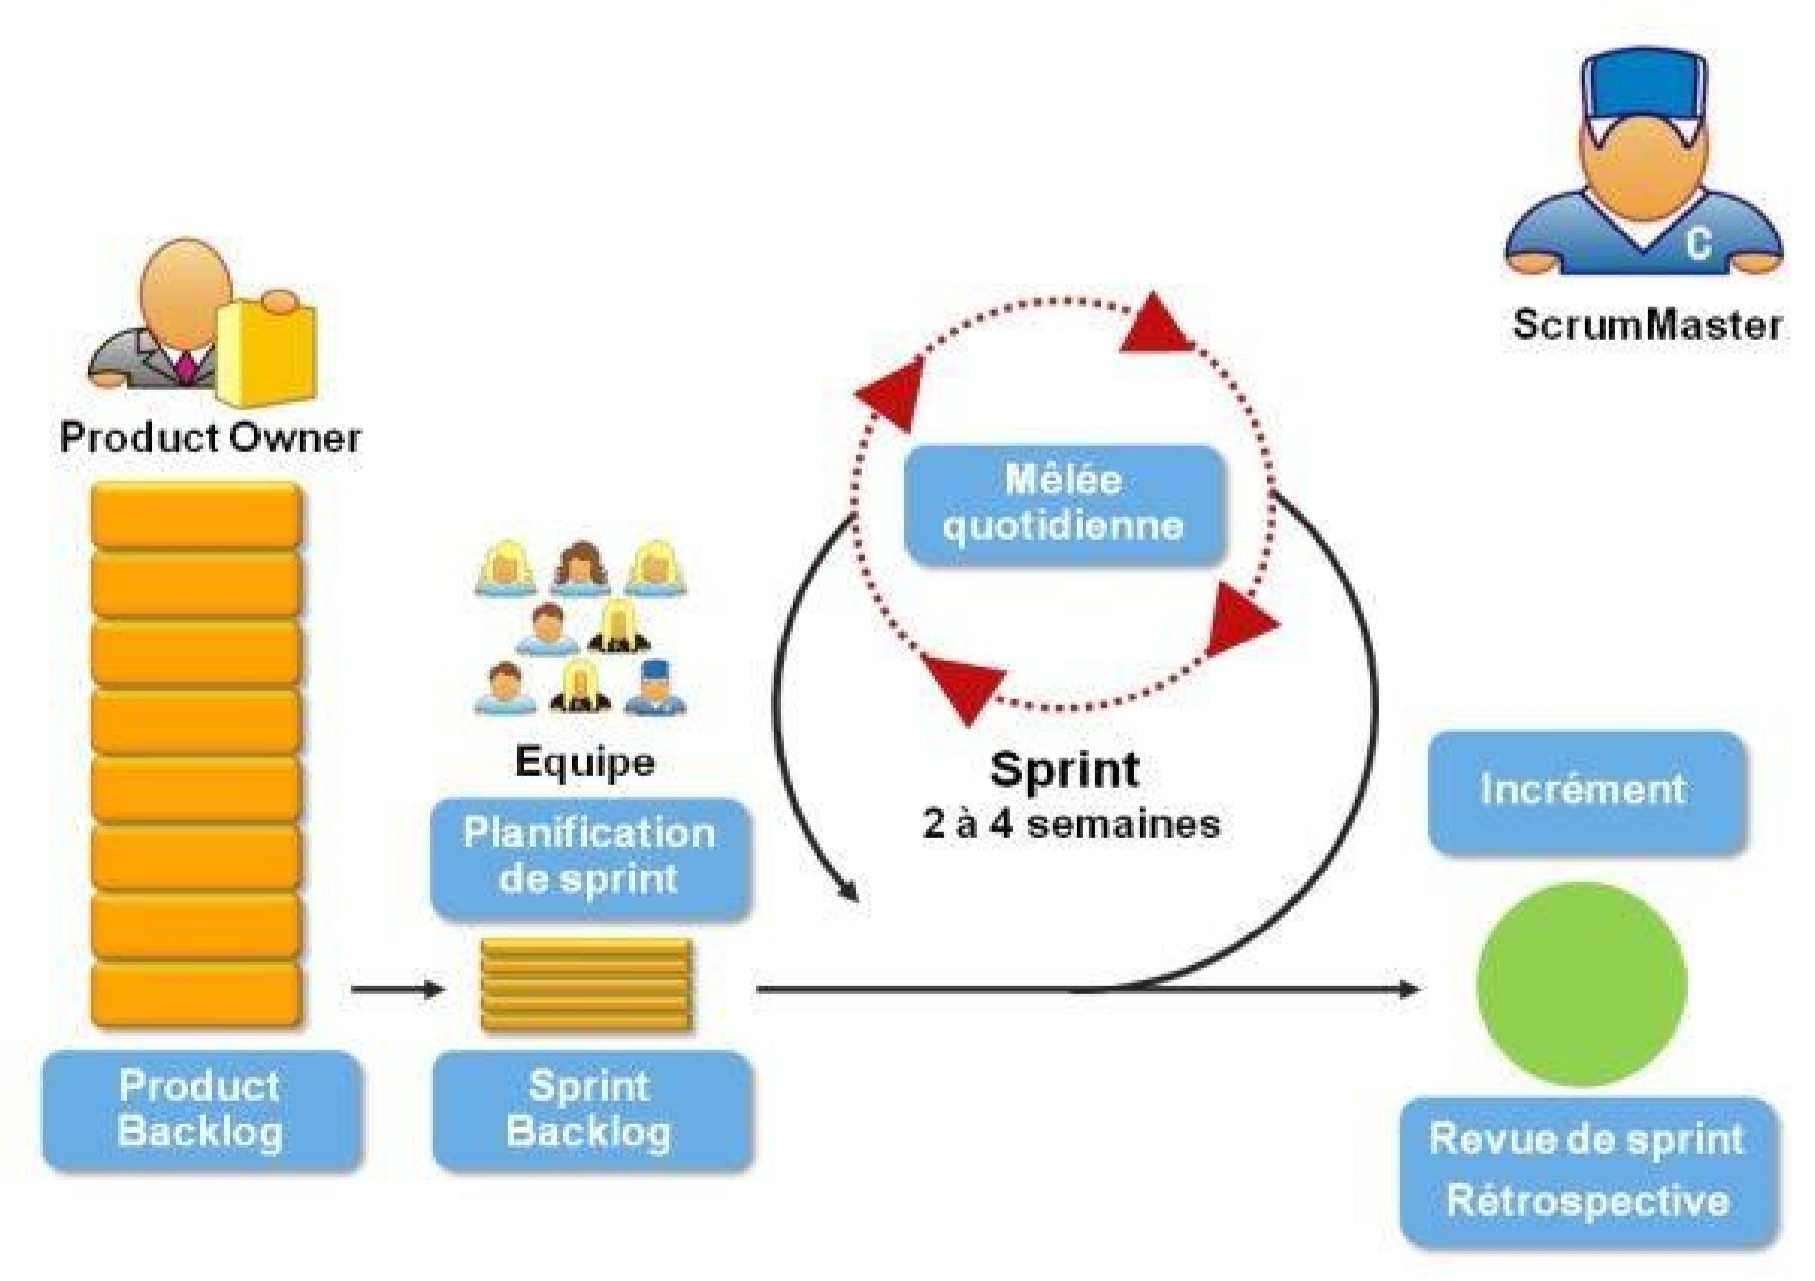 C
ScrumMaster
Product Owner
Mêlée
quotidienne
Equipe
Sprint
2 à 4 semaines
Planification
de sprint
Incrément
Product
Backlog
Sprint
Backlog
Revue de sprint
Rétrospective